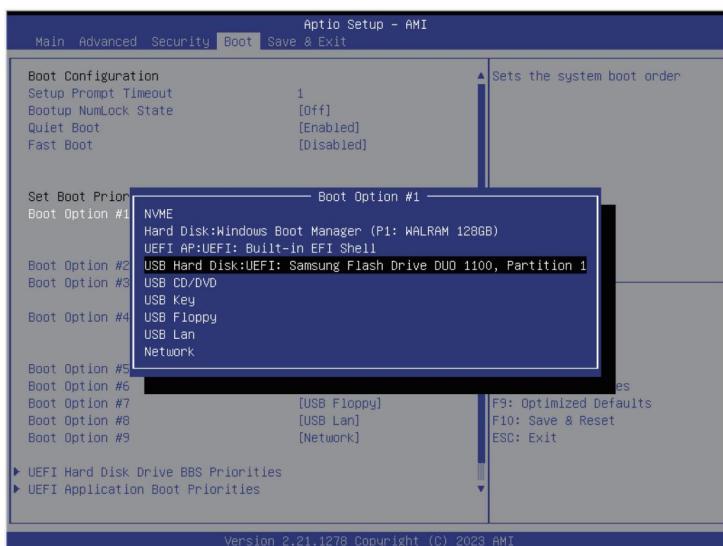 Aptio Setup - AMI
Main Advanced Security Boot Save & Exit
Boot Configuration
Setup Prompt Timeout 1
Bootup NumLock State [Off]
Quiet Boot [Enabled]
Fast Boot [Disabled]
Sets the system boot order
Set Boot Prior
Boot Option #1
Boot Option #1
NVME
Hard Disk:Windows Boot Manager (P1: WALRAM 128GB)
UEFI AP:UEFI: Built-in EFI Shell
USB Hard Disk:UEFI: Samsung Flash Drive DUO 1100, Partition 1
USB CD/DVD
USB Key
USB Floppy
USB Lan
Network
Boot Option #2
Boot Option #3
Boot Option #4
Boot Option #5
Boot Option #6
Boot Option #7 [USB Floppy]
Boot Option #8 [USB Lan]
Boot Option #9 [Network]
UEFI Hard Disk Drive BBS Priorities
UEFI Application Boot Priorities
es
F9: Optimized Defaults
F10: Save & Reset
ESC: Exit
Version 2.21.1278 Copyright (C) 2023 AMI